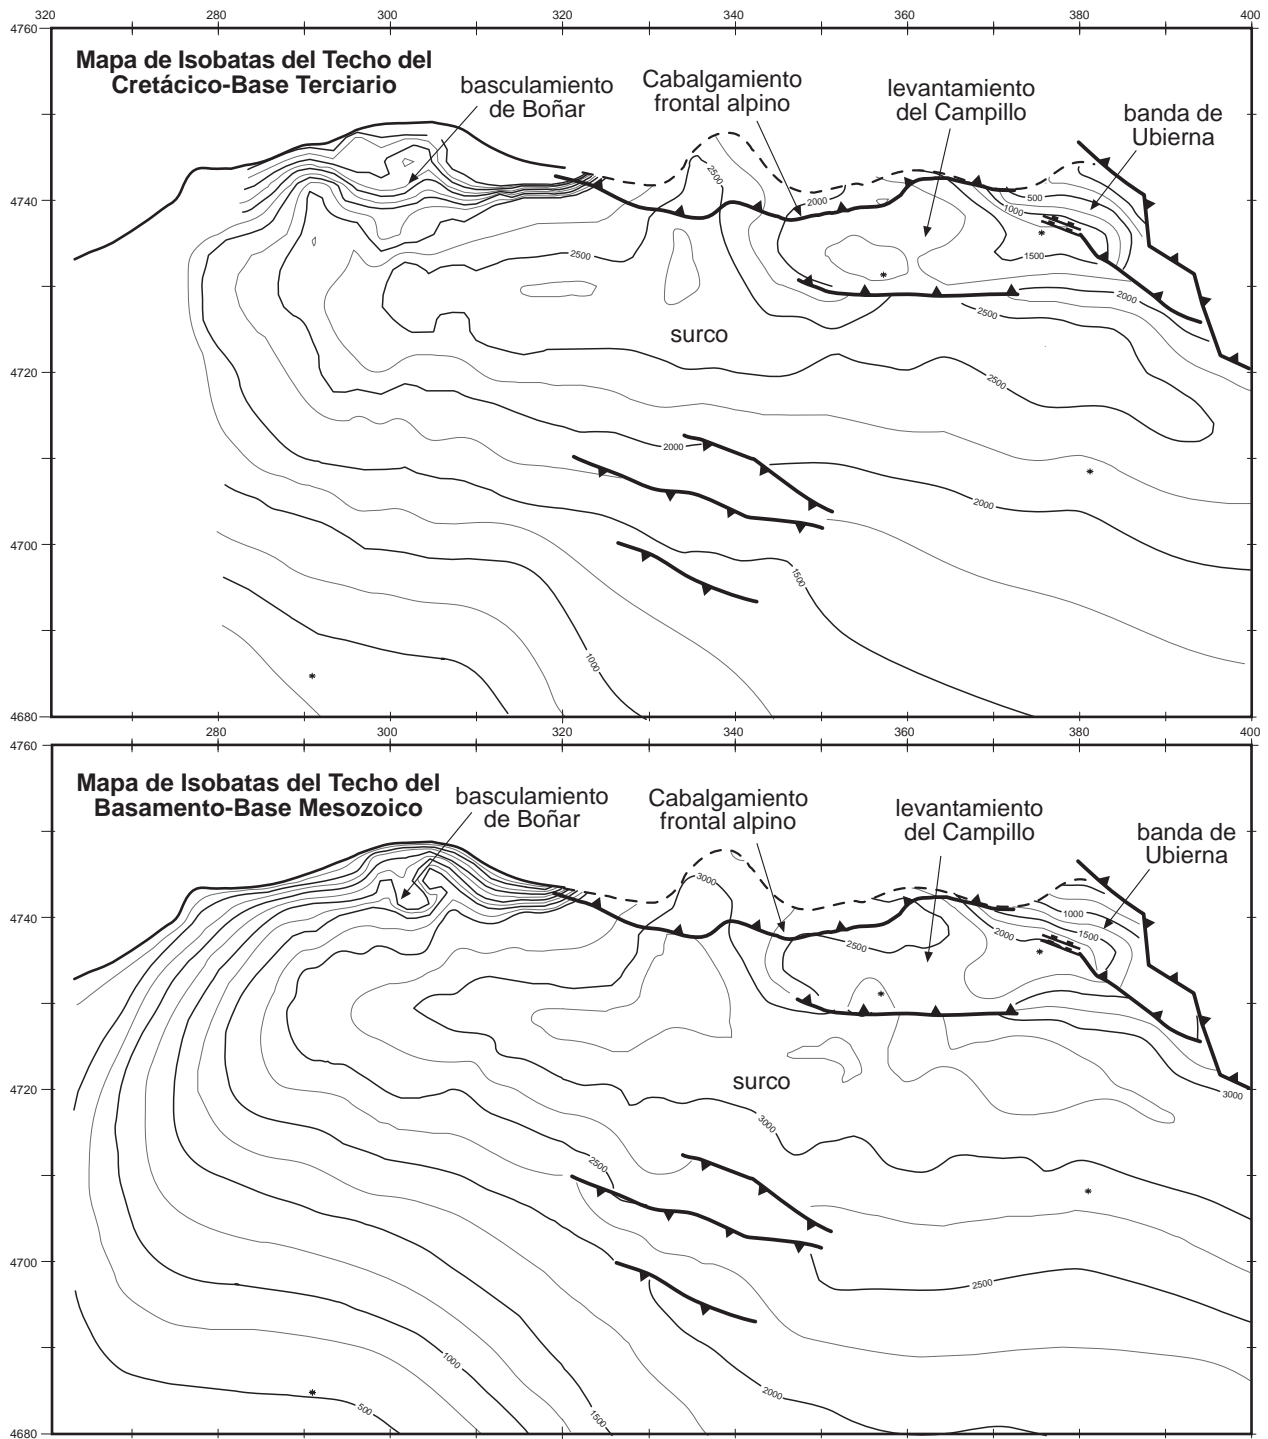 320 280 300 320 340 360 380 400
4760
Mapa de Isobatas del Techo del
Cretácico-Base Terciario
basculamiento
de Boñar
Cabalgamiento
frontal alpino
levantamiento
del Campillo
banda de
Ubierna
4740
2500
2000
500
1000
1500
2500
2000
2500
surco
4720
2500
2000
2000
4700
1500
1000
4680
280 300 320 340 360 380 400
4760
Mapa de Isobatas del Techo del
Basamento-Base Mesozoico
basculamiento
de Boñar
Cabalgamiento
frontal alpino
levantamiento
del Campillo
banda de
Ubierna
3000
4740
1000
2000
1500
2500
surco
4720
3000
3000
2500
4700
2500
1000
2000
500
1500
4680